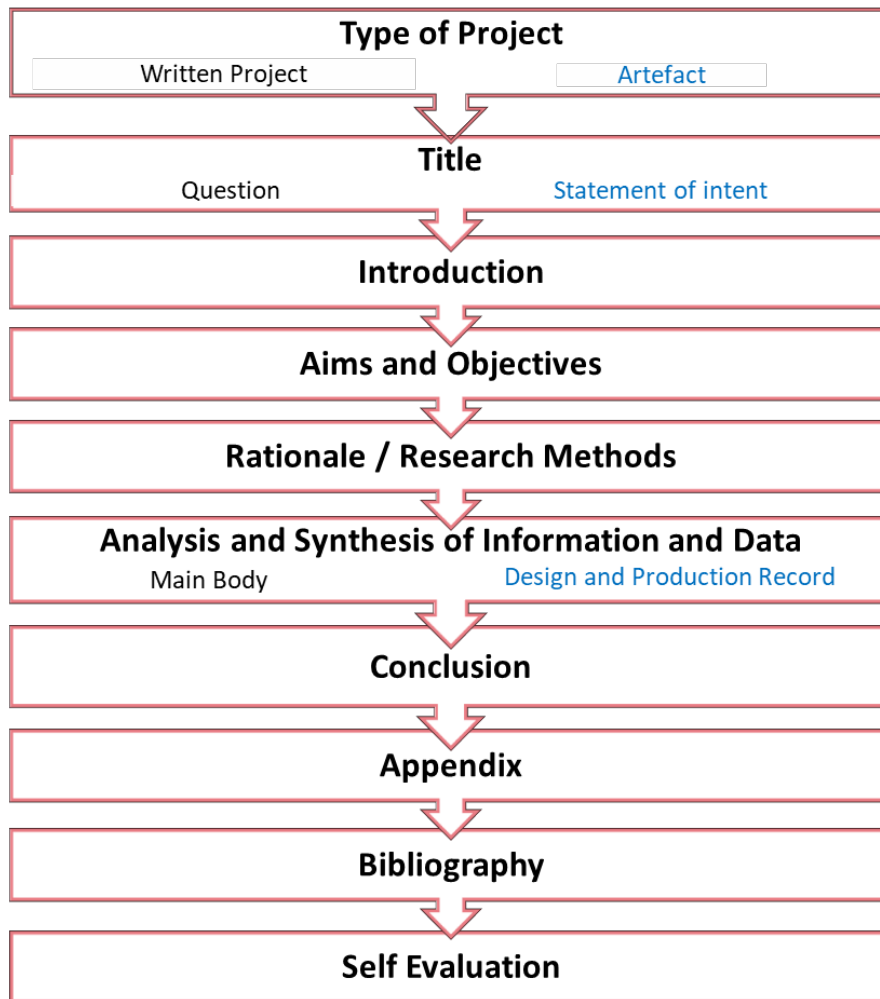 Type of Project
Written Project Artefact
Title
Question Statement of intent
Introduction
Aims and Objectives
Rationale / Research Methods
Analysis and Synthesis of Information and Data
Main Body Design and Production Record
Conclusion
Appendix
Bibliography
Self Evaluation